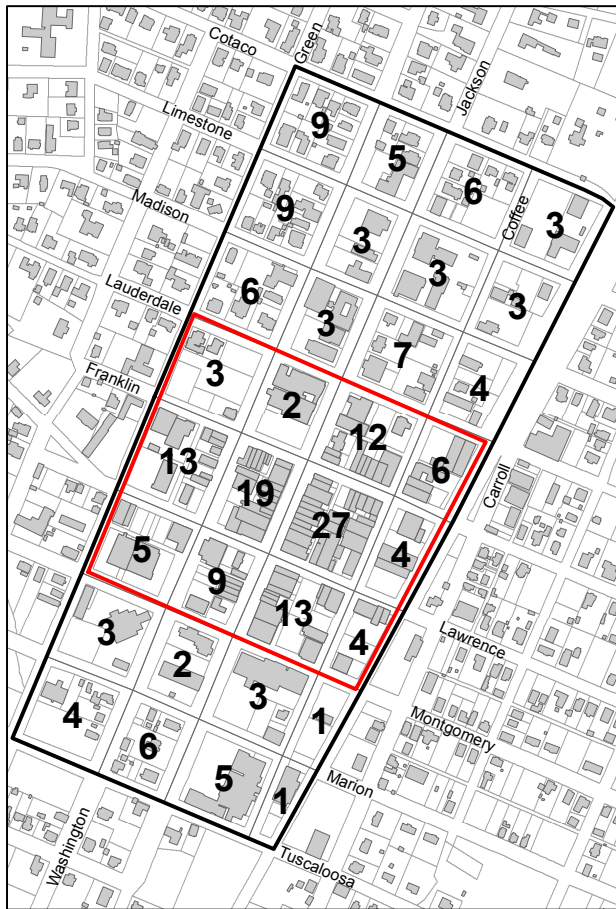 Cotaco
Green
Jackson
Limestone
9
5
6
Coffee
3
Madison
9
3
3
3
Lauderdale
6
3
7
4
Franklin
3
2
12
6
Carroll
13
19
27
4
5
9
13
4
Lawrence
3
2
3
1
Montgomery
4
6
5
1
Marion
Washington
Tuscaloosa